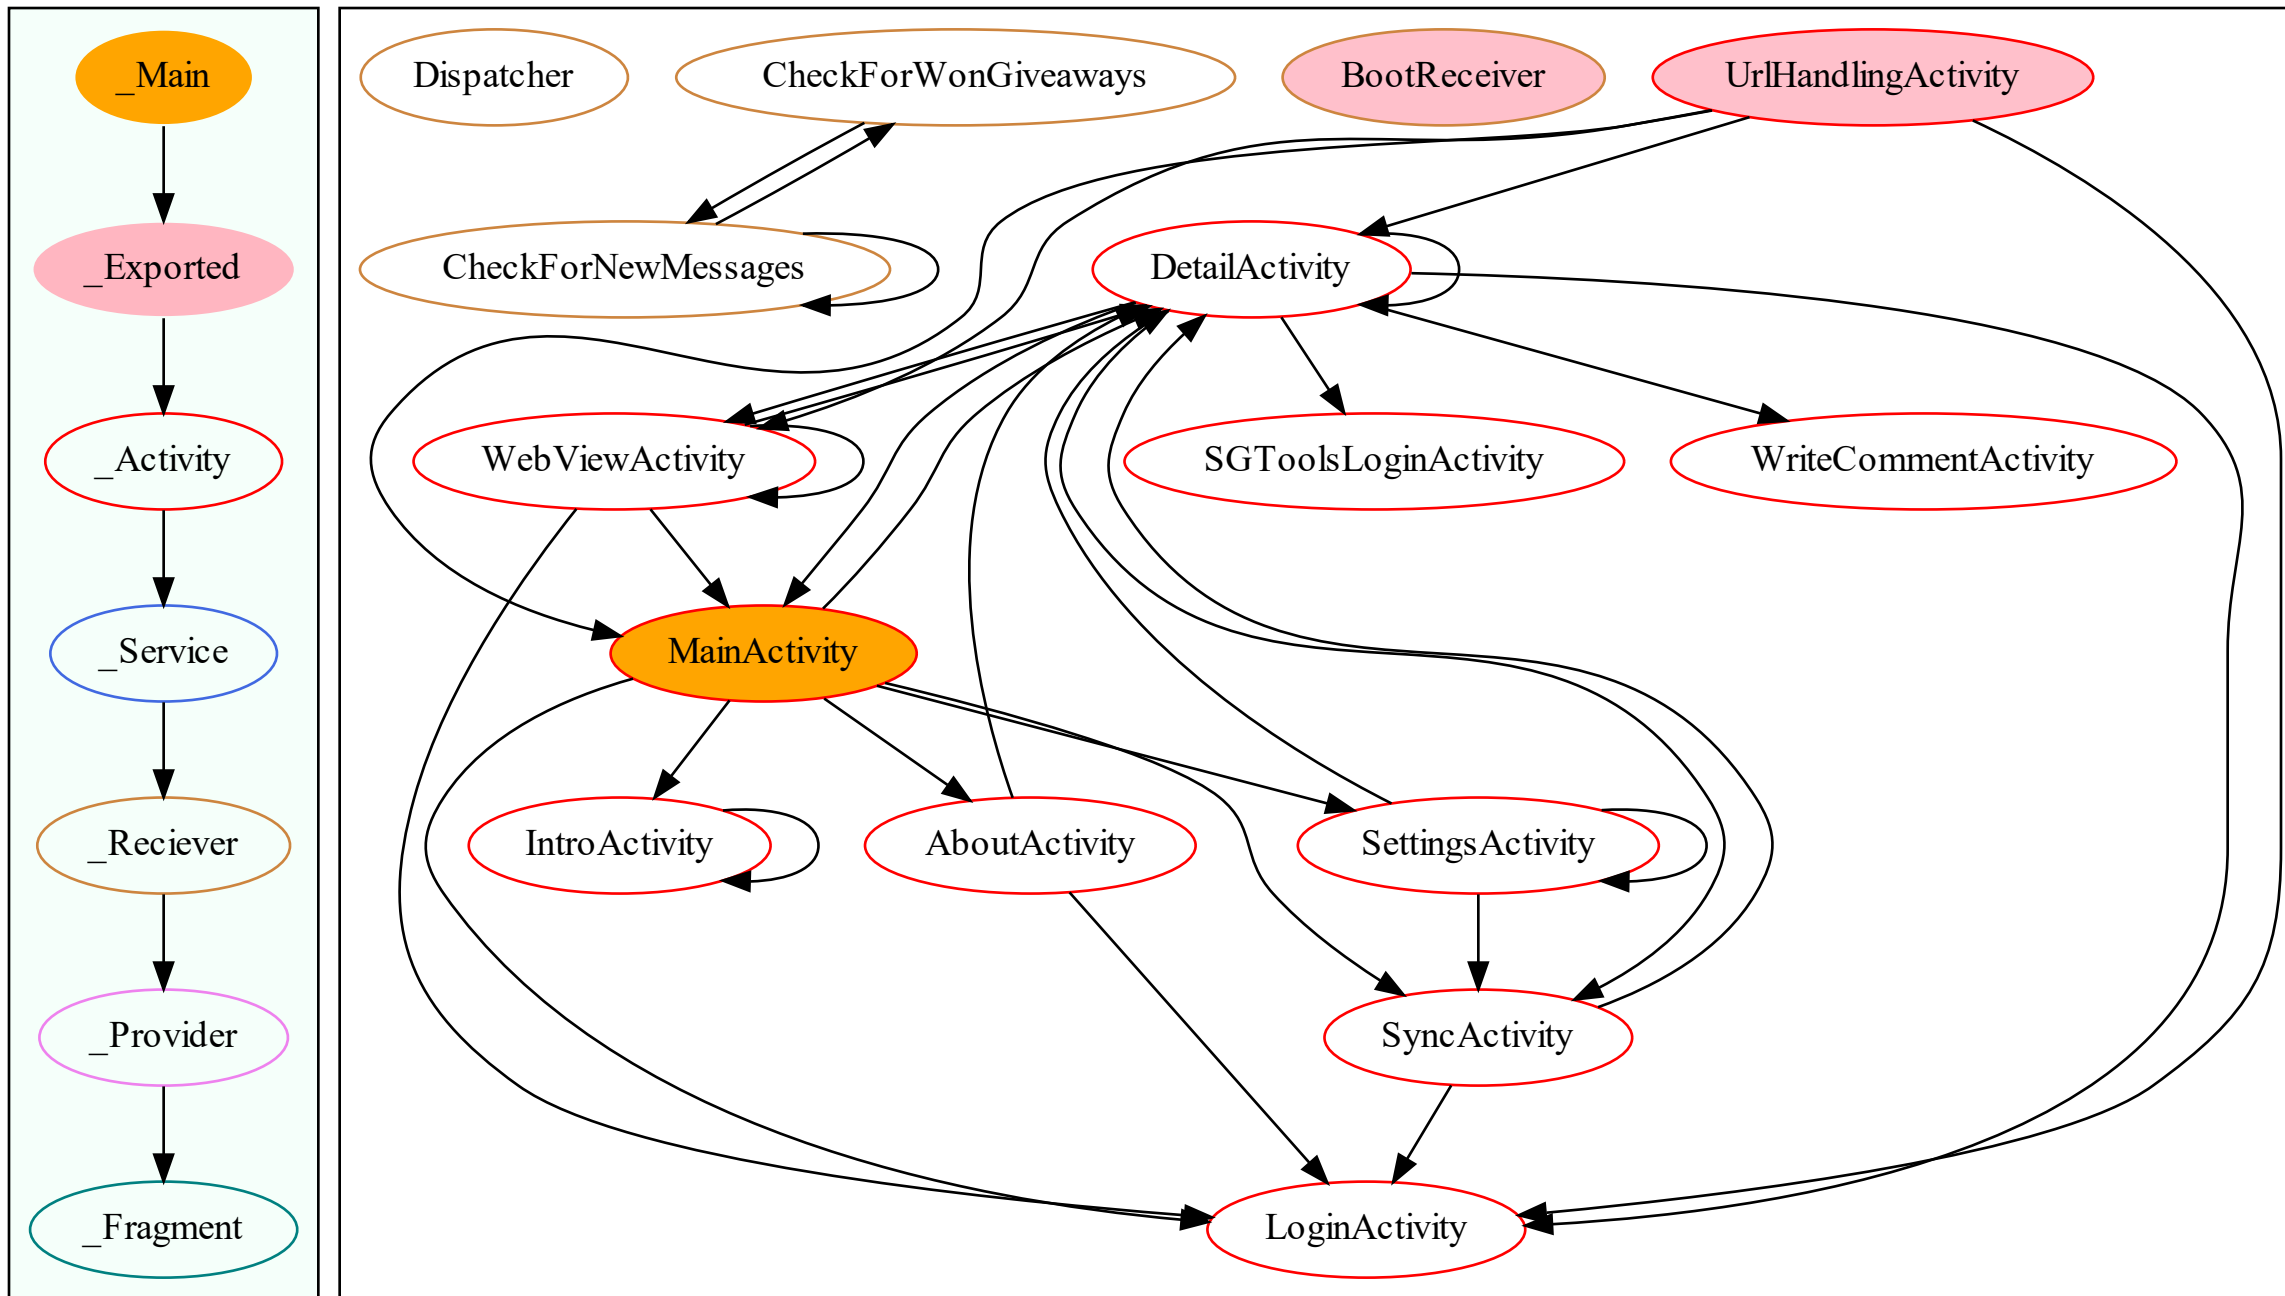 _Main
_Exported
_Activity
_Service
_Reciever
_Provider
_Fragment
Dispatcher
CheckForWonGiveaways
BootReceiver
UrlHandlingActivity
CheckForNewMessages
DetailActivity
WebViewActivity
SGToolsLoginActivity
WriteCommentActivity
MainActivity
IntroActivity
AboutActivity
SettingsActivity
SyncActivity
LoginActivity